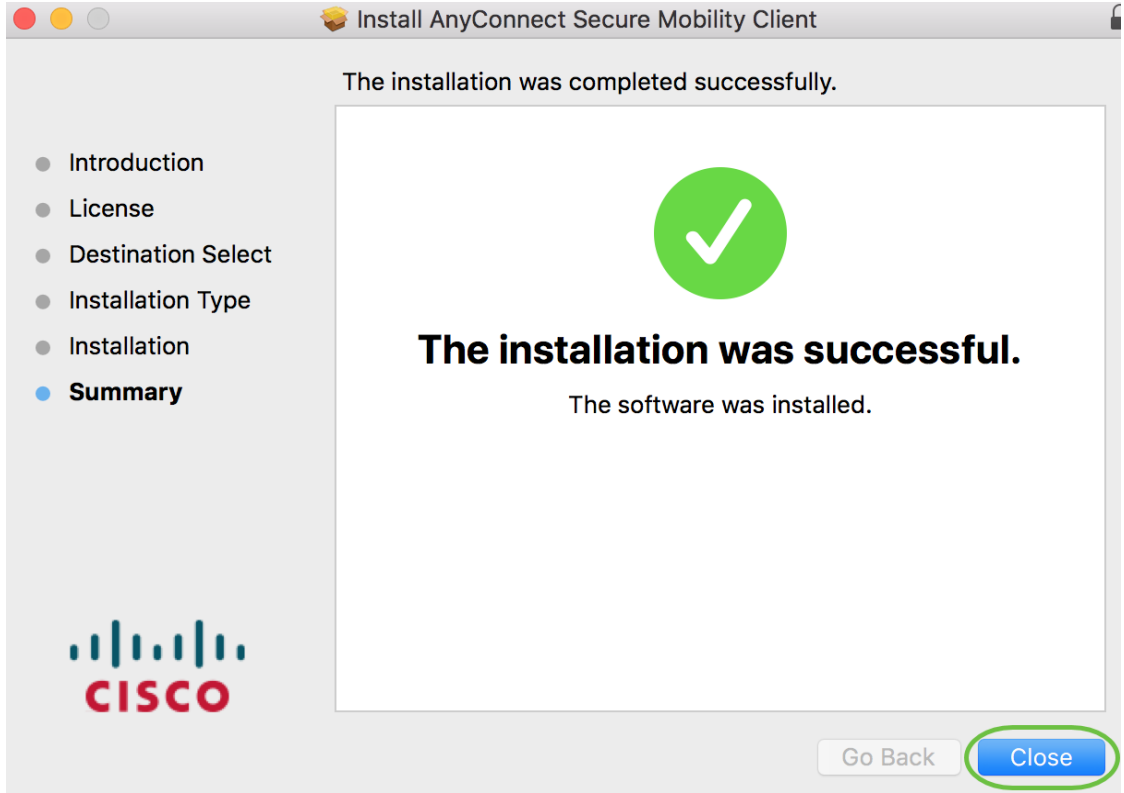 Install AnyConnect Secure Mobility Client
The installation was completed successfully.
Introduction
License
Destination Select
Installation Type
Installation
Summary
The installation was successful.
The software was installed.
CISCO
Go Back
Close